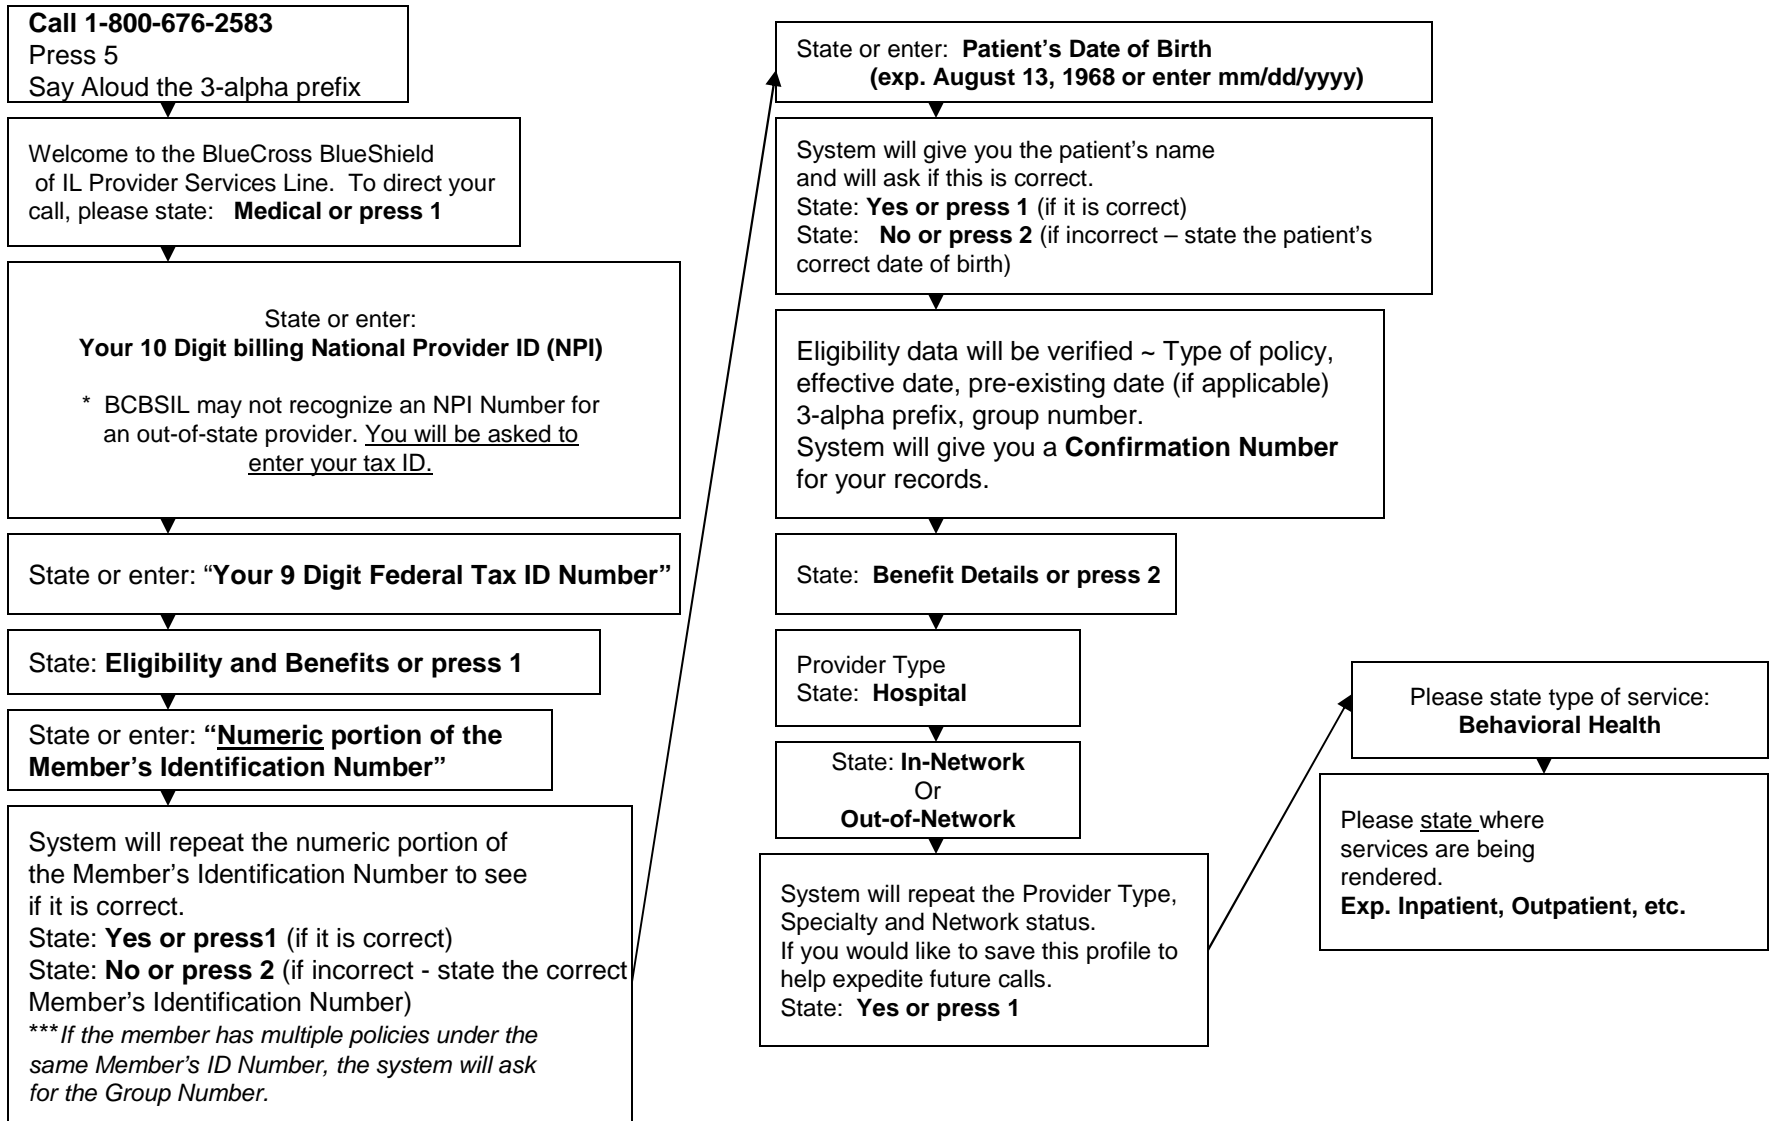 Call 1-800-676-2583
Press 5
Say Aloud the 3-alpha prefix
Welcome to the BlueCross BlueShield
of IL Provider Services Line. To direct your
call, please state: Medical or press 1
State or enter:
Your 10 Digit billing National Provider ID (NPI)
* BCBSIL may not recognize an NPI Number for
an out-of-state provider. You will be asked to
enter your tax ID.
State or enter: “Your 9 Digit Federal Tax ID Number”
State: Eligibility and Benefits or press 1
State or enter: “Numeric portion of the
Member’s Identification Number”
System will repeat the numeric portion of
the Member’s Identification Number to see
if it is correct.
State: Yes or press1 (if it is correct)
State: No or press 2 (if incorrect - state the correct
Member’s Identification Number)
***If the member has multiple policies under the
same Member’s ID Number, the system will ask
for the Group Number.
State or enter: Patient’s Date of Birth
(exp. August 13, 1968 or enter mm/dd/yyyy)
System will give you the patient’s name
and will ask if this is correct.
State: Yes or press 1 (if it is correct)
State: No or press 2 (if incorrect – state the patient’s
correct date of birth)
Eligibility data will be verified ~ Type of policy,
effective date, pre-existing date (if applicable)
3-alpha prefix, group number.
System will give you a Confirmation Number
for your records.
State: Benefit Details or press 2
Provider Type
State: Hospital
State: In-Network
Or
Out-of-Network
System will repeat the Provider Type,
Specialty and Network status.
If you would like to save this profile to
help expedite future calls.
State: Yes or press 1
Please state type of service:
Behavioral Health
Please state where
services are being
rendered.
Exp. Inpatient, Outpatient, etc.